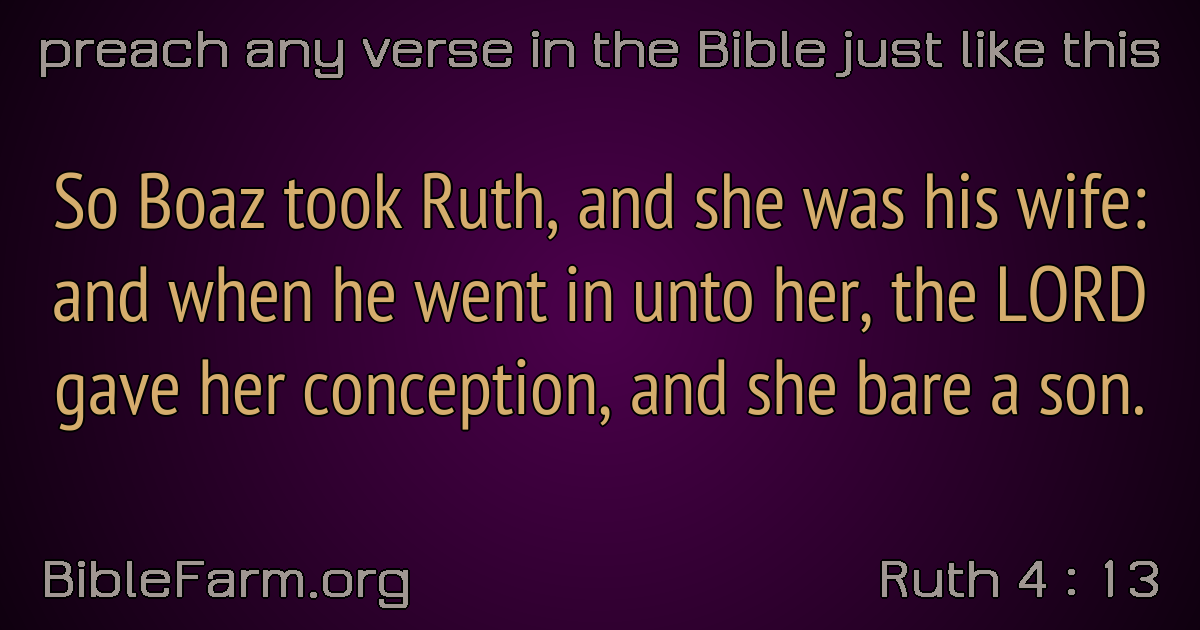 preach any verse in the Bible just like this
So Boaz took Ruth, and she was his wife:
and when he went in unto her, the LORD
gave her conception, and she bare a son.
BibleFarm.org
Ruth 4 : 13